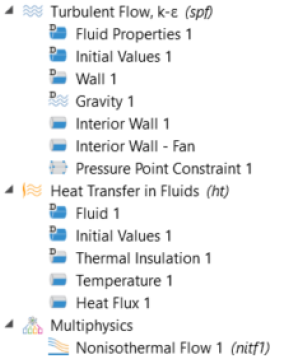 Turbulent Flow, k-ε (spf)
Fluid Properties 1
Initial Values 1
Wall 1
Gravity 1
Interior Wall 1
Interior Wall - Fan
Pressure Point Constraint 1
Heat Transfer in Fluids (ht)
Fluid 1
Initial Values 1
Thermal Insulation 1
Temperature 1
Heat Flux 1
Multiphysics
Nonisothermal Flow 1 (nitf1)